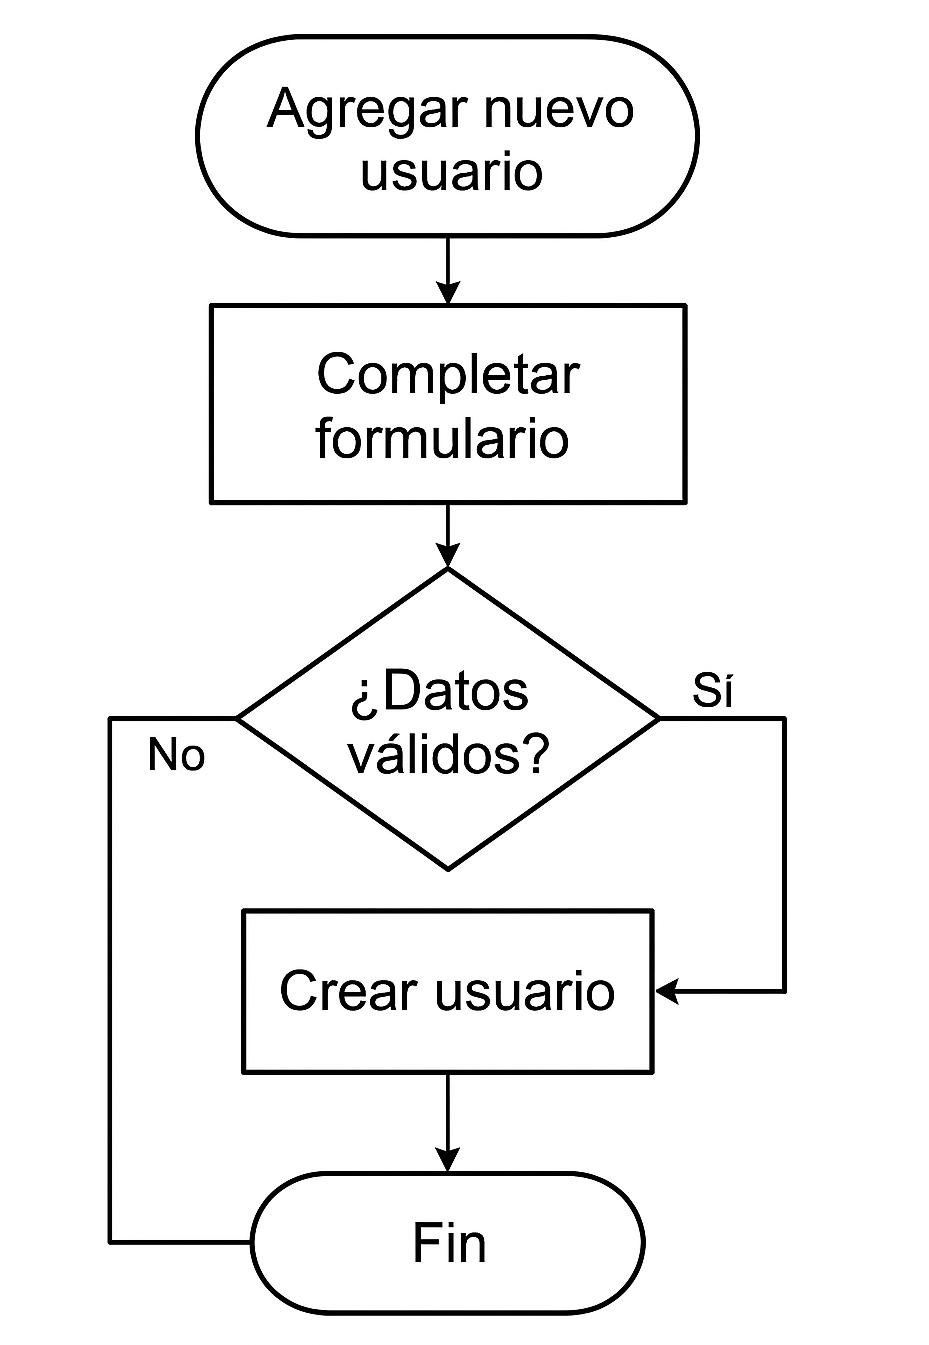 Agregar nuevo
usuario
Completar
formulario
¿Datos
válidos?
Sí
No
Crear usuario
Fin